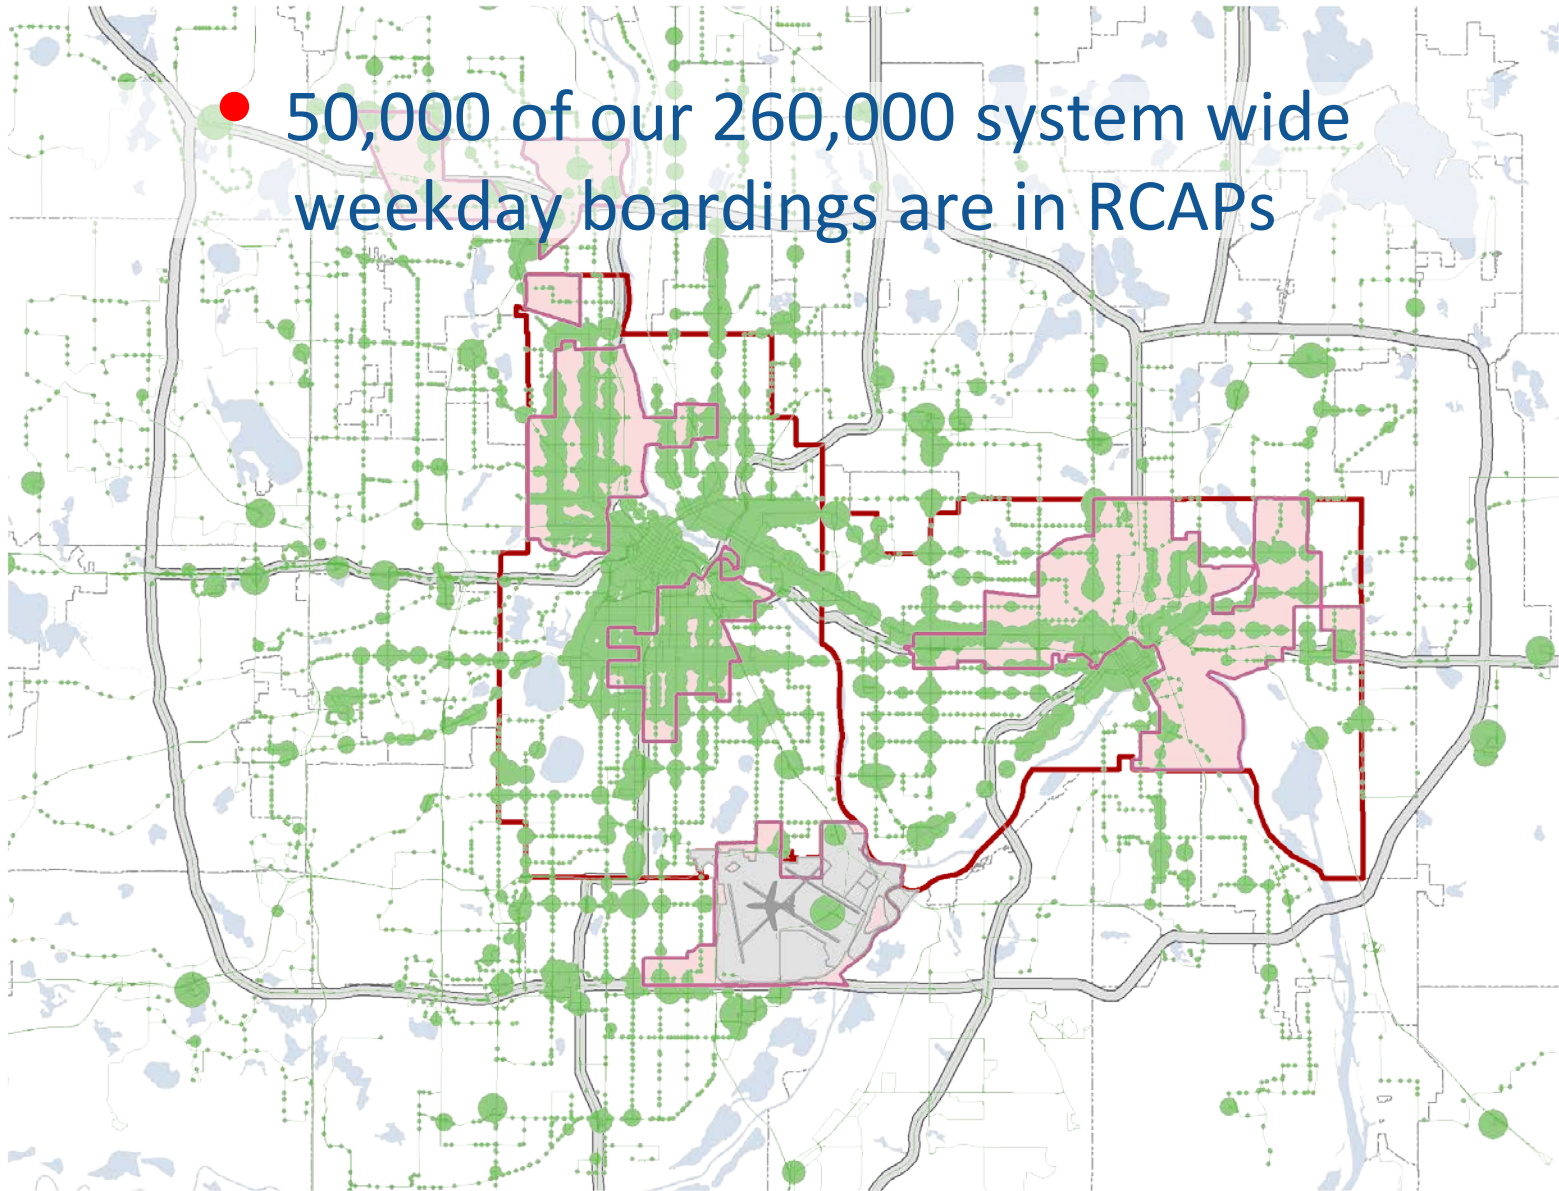 • 50,000 of our 260,000 system wide
weekday boardings are in RCAPs